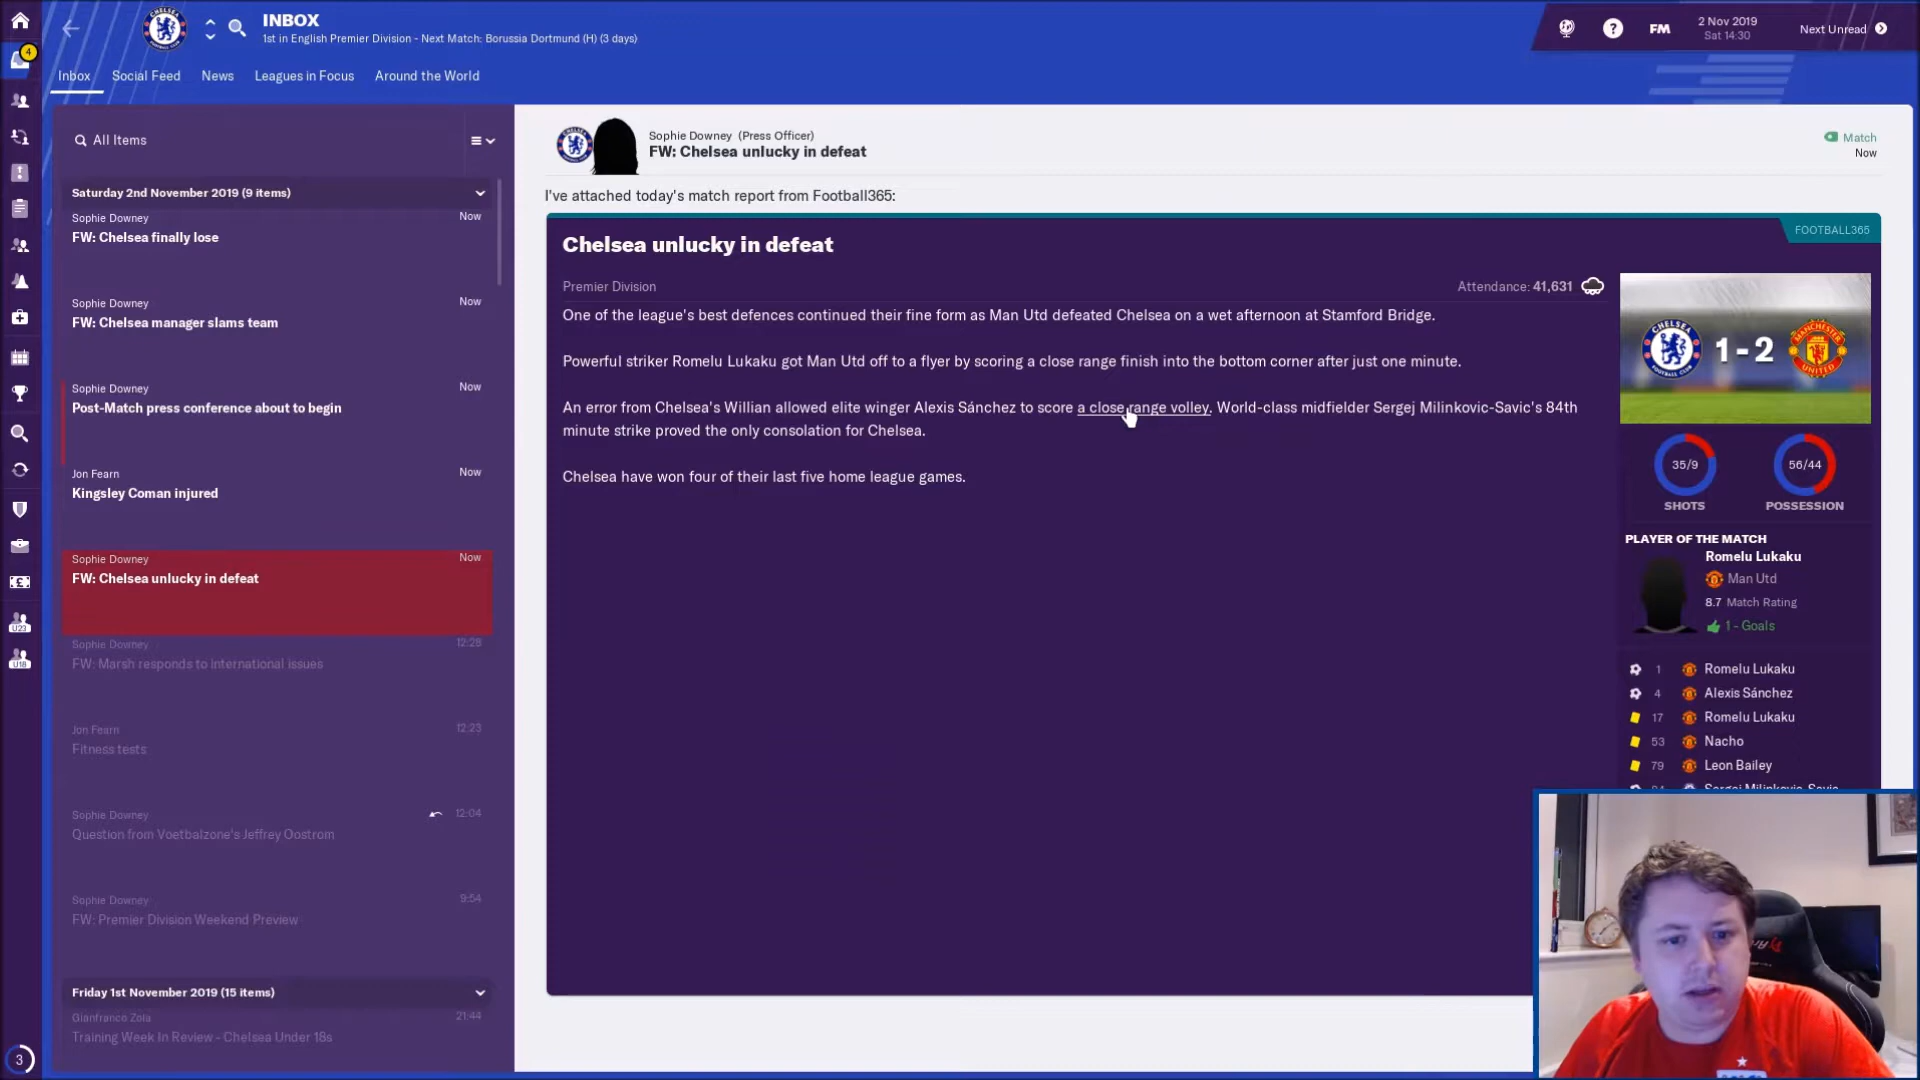 4
INBOX
1st in English Premier Division - Next Match: Borussia Dortmund (H) (3 days)
FM
2 Nov 2019
Sat 14:30
Next Unread
Inbox
Social Feed
News
Leagues in Focus
Around the World
All Items
Saturday 2nd November 2019 (9 items)
Sophie Downey
Now
FW: Chelsea finally lose
Sophie Downey
Now
FW: Chelsea manager slams team
Sophie Downey
Now
Post-Match press conference about to begin
Jon Fearn
Now
Kingsley Coman injured
Sophie Downey
Now
FW: Chelsea unlucky in defeat
Sophie Downey
12:28
FW: Marsh responds to international issues
Jon Fearn
12:23
Fitness tests
Sophie Downey
12:04
Question from Voetbalzone's Jeffrey Oostrom
Sophie Downey
9:54
FW: Premier Division Weekend Preview
Friday 1st November 2019 (15 items)
Gianfranco Zola
21:44
Training Week In Review - Chelsea Under 18s
U23
U18
3
Sophie Downey (Press Officer)
FW: Chelsea unlucky in defeat
Match
Now
I've attached today's match report from Football365:
Chelsea unlucky in defeat
FOOTBALL365
Premier Division
Attendance: 41,631
One of the league's best defences continued their fine form as Man Utd defeated Chelsea on a wet afternoon at Stamford Bridge.
Powerful striker Romelu Lukaku got Man Utd off to a flyer by scoring a close range finish into the bottom corner after just one minute.
An error from Chelsea's Willian allowed elite winger Alexis Sánchez to score a close range volley. World-class midfielder Sergej Milinkovic-Savic's 84th
minute strike proved the only consolation for Chelsea.
Chelsea have won four of their last five home league games.
1 - 2
35/9
SHOTS
56/44
POSSESSION
PLAYER OF THE MATCH
Romelu Lukaku
Man Utd
8.7 Match Rating
1 - Goals
1 Romelu Lukaku
4 Alexis Sánchez
17 Romelu Lukaku
53 Nacho
79 Leon Bailey
84 Sergej Milinkovic-Savic